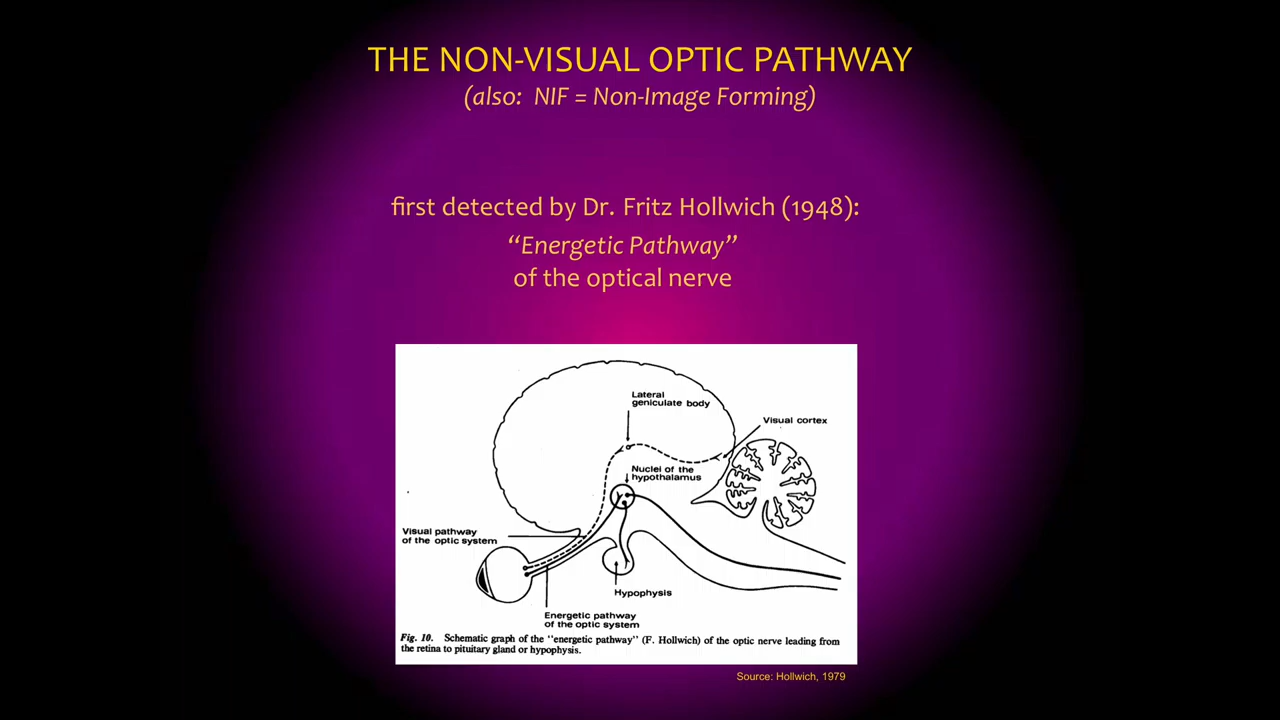 THE NON-VISUAL OPTIC PATHWAY
(also: NIF = Non-Image Forming)
first detected by Dr. Fritz Hollwich (1948):
“Energetic Pathway”
of the optical nerve
Lateral
geniculate body
Visual cortex
Nuclei of the
hypothalamus
Visual pathway
of the optic system
Hypophysis
Energetic pathway
of the optic system
Fig. 10. Schematic graph of the "energetic pathway" (F. Hollwich) of the optic nerve leading from
the retina to pituitary gland or hypophysis.
Source: Hollwich, 1979